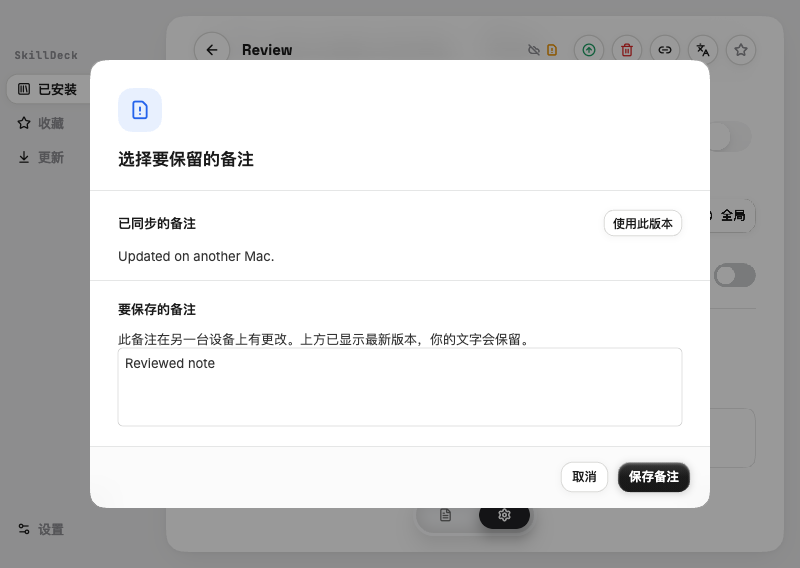 SkillDeck
已安装
收藏
更新
设置
Review
全局
选择要保留的备注
已同步的备注
使用此版本
Updated on another Mac.
要保存的备注
此备注在另一台设备上有更改。上方已显示最新版本，你的文字会保留。
Reviewed note
取消
保存备注